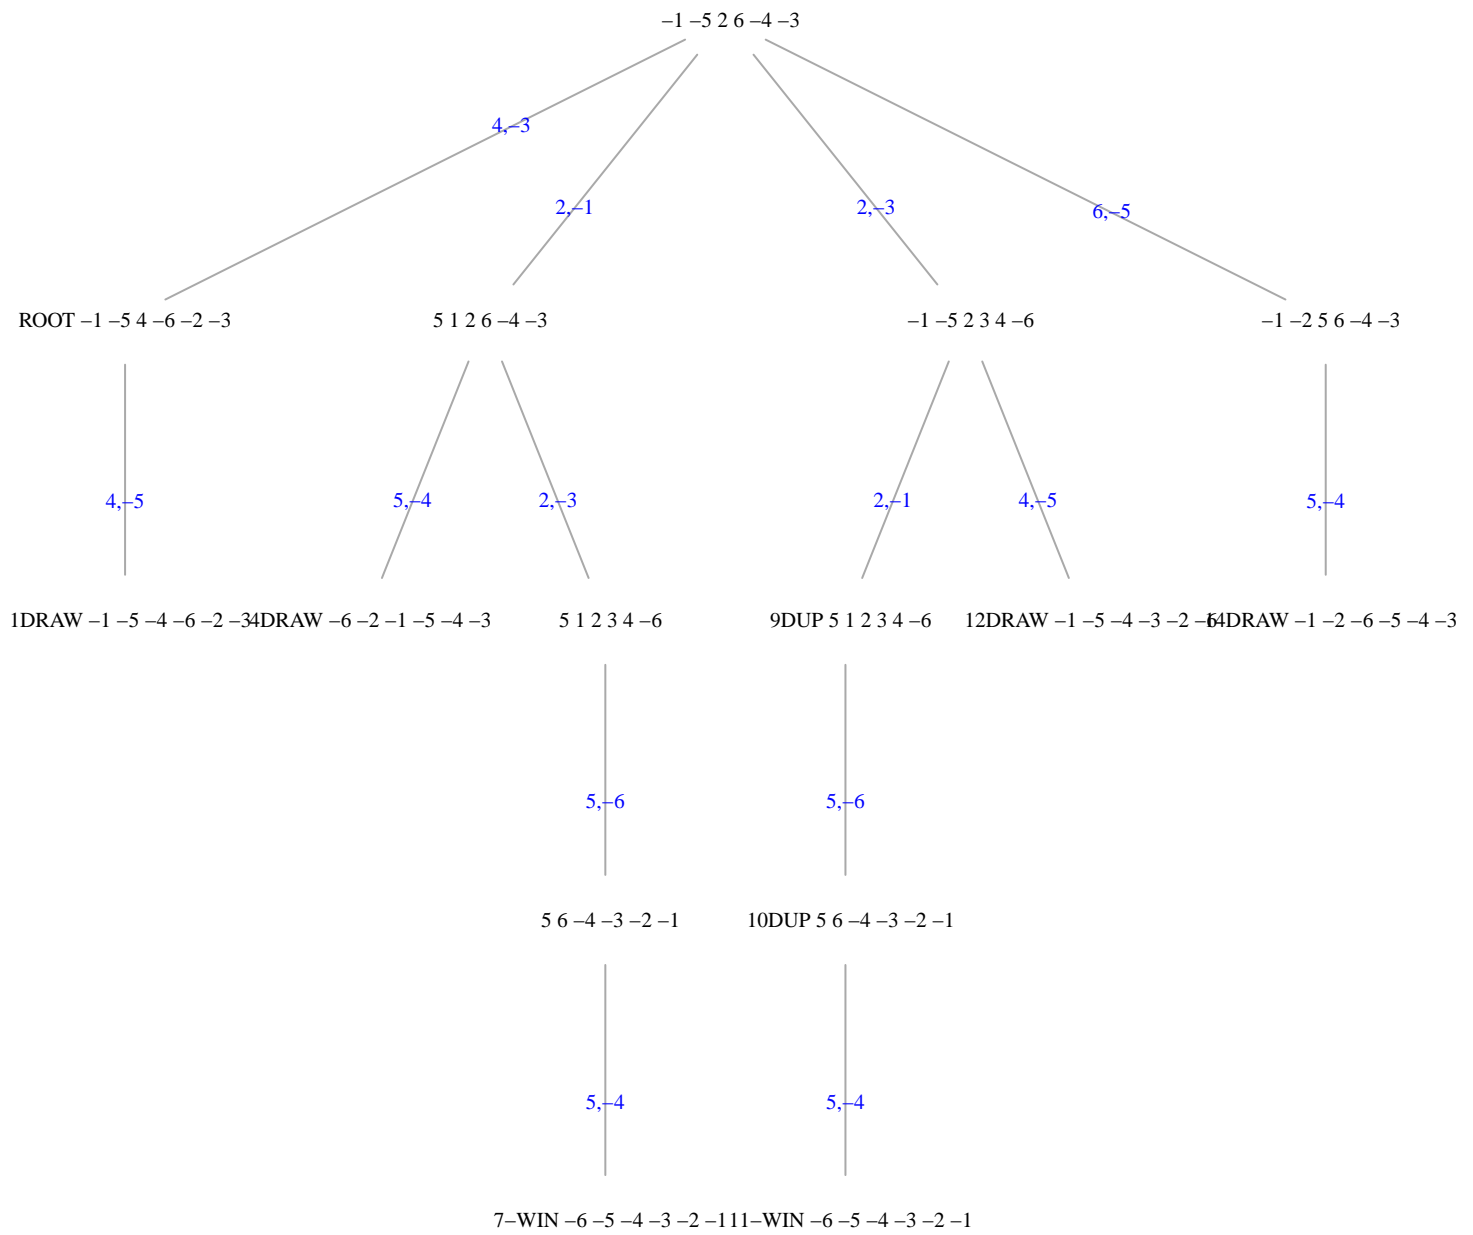 –1 –5 2 6 –4 –3
4,–3
2,–1
2,–3
6,–5
ROOT –1 –5 4 –6 –2 –3
5 1 2 6 –4 –3
–1 –5 2 3 4 –6
–1 –2 5 6 –4 –3
4,–5
5,–4
2,–3
2,–1
4,–5
5,–4
1DRAW –1 –5 –4 –6 –2 –3
4DRAW –6 –2 –1 –5 –4 –3
5 1 2 3 4 –6
9DUP 5 1 2 3 4 –6
12DRAW –1 –5 –4 –3 –2 –6
14DRAW –1 –2 –6 –5 –4 –3
5,–6
5,–6
5 6 –4 –3 –2 –1
10DUP 5 6 –4 –3 –2 –1
5,–4
5,–4
7–WIN –6 –5 –4 –3 –2 –1
11–WIN –6 –5 –4 –3 –2 –1